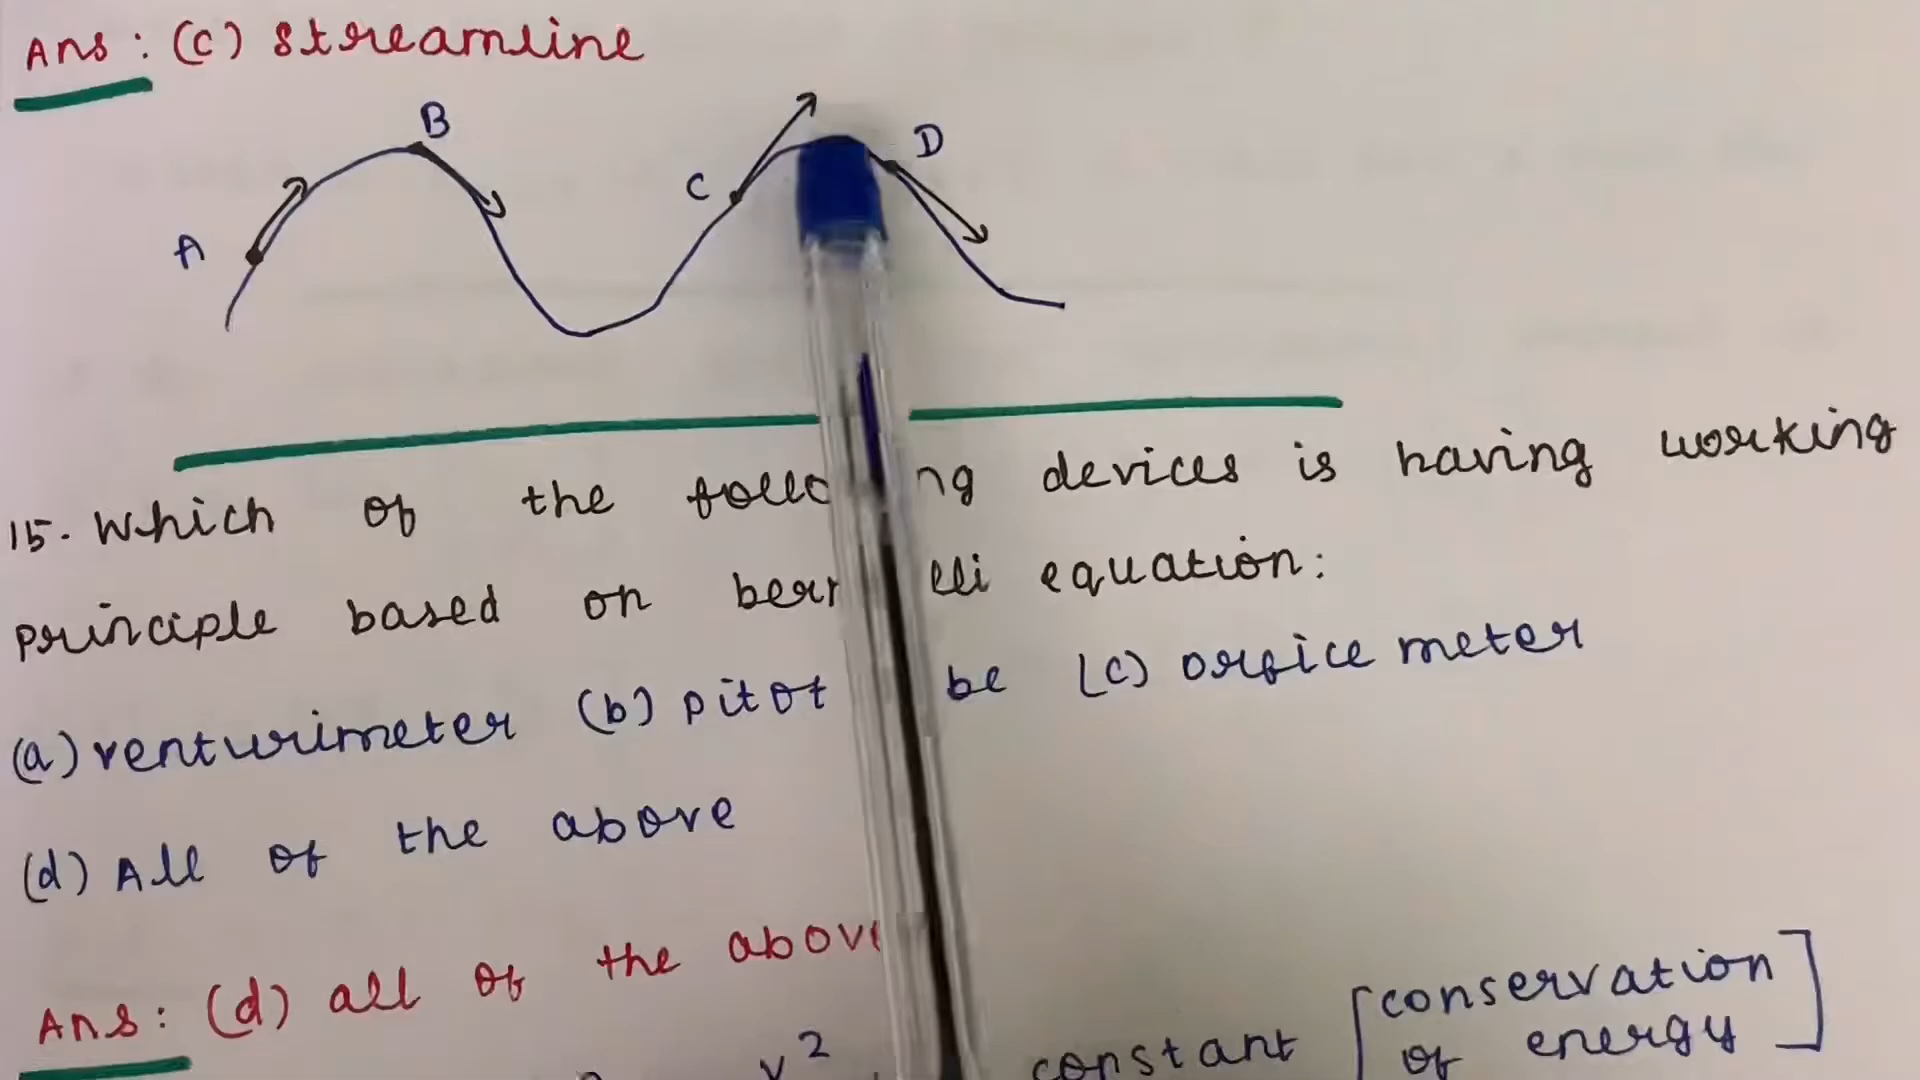 Ans: (c) streamline
B
D
C
A
15. Which of the devices is having working
principle based on equation:
(a) venturimeter (b) pitot (c) orfice meter
(d) All of the above
Ans: (d) all of the
v² constant [conservation
of energy]